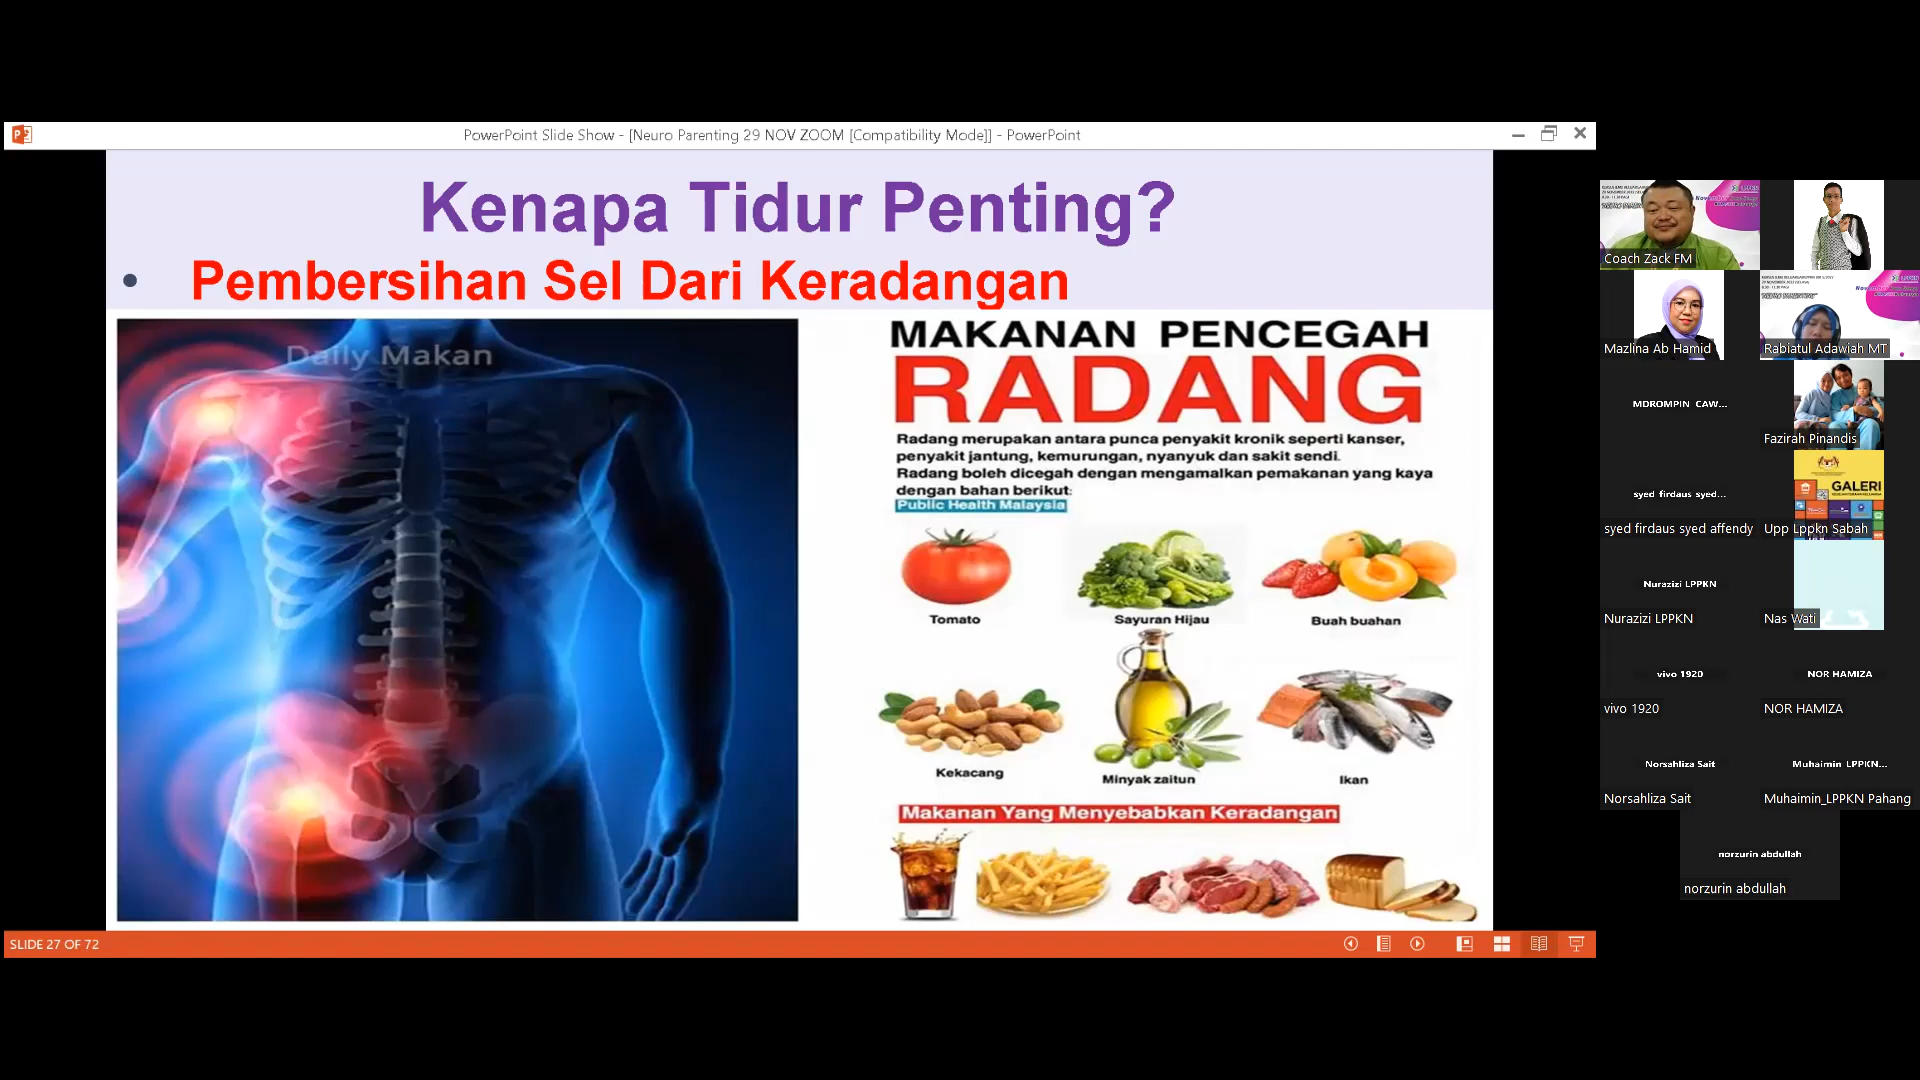 PowerPoint Slide Show - [Neuro Parenting 29 NOV ZOOM [Compatibility Mode]] - PowerPoint
Kenapa Tidur Penting?
• Pembersihan Sel Dari Keradangan
Daily Makan
MAKANAN PENCEGAH
RADANG
Radang merupakan antara punca penyakit kronik seperti kanser,
penyakit jantung, kemurungan, nyanyuk dan sakit sendi.
Radang boleh dicegah dengan mengamalkan pemakanan yang kaya
dengan bahan berikut:
Public Health Malaysia
Tomato
Sayuran Hijau
Buah buahan
Kekacang
Minyak zaitun
Ikan
Makanan Yang Menyebabkan Keradangan
SLIDE 27 OF 72
Coach Zack FM
Mazlina Ab Hamid
Rabiatul Adawiah MT
MDROMPIN CAW...
Fazirah Pinandis
syed firdaus syed...
syed firdaus syed affendy
GALERI
Upp Lppkn Sabah
Nurazizi LPPKN
Nurazizi LPPKN
Nas Wati
vivo 1920
vivo 1920
NOR HAMIZA
NOR HAMIZA
Norsahliza Sait
Norsahliza Sait
Muhaimin LPPKN...
Muhaimin_LPPKN Pahang
norzurin abdullah
norzurin abdullah